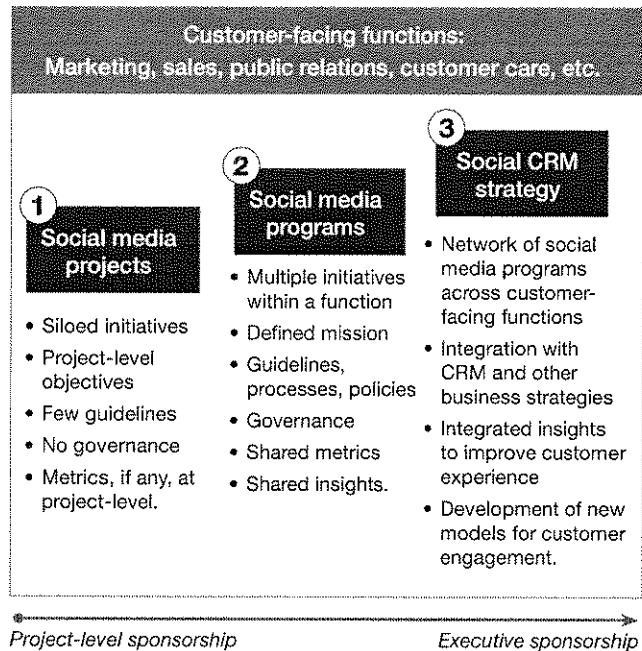 Customer-facing functions:
Marketing, sales, public relations, customer care, etc.
1
Social media
projects
• Siloed initiatives
• Project-level
objectives
• Few guidelines
• No governance
• Metrics, if any, at
project-level.
2
Social media
programs
• Multiple initiatives
within a function
• Defined mission
• Guidelines,
processes, policies
• Governance
• Shared metrics
• Shared insights.
3
Social CRM
strategy
• Network of social
media programs
across customer-
facing functions
• Integration with
CRM and other
business strategies
• Integrated insights
to improve customer
experience
• Development of new
models for customer
engagement.
Project-level sponsorship
Executive sponsorship